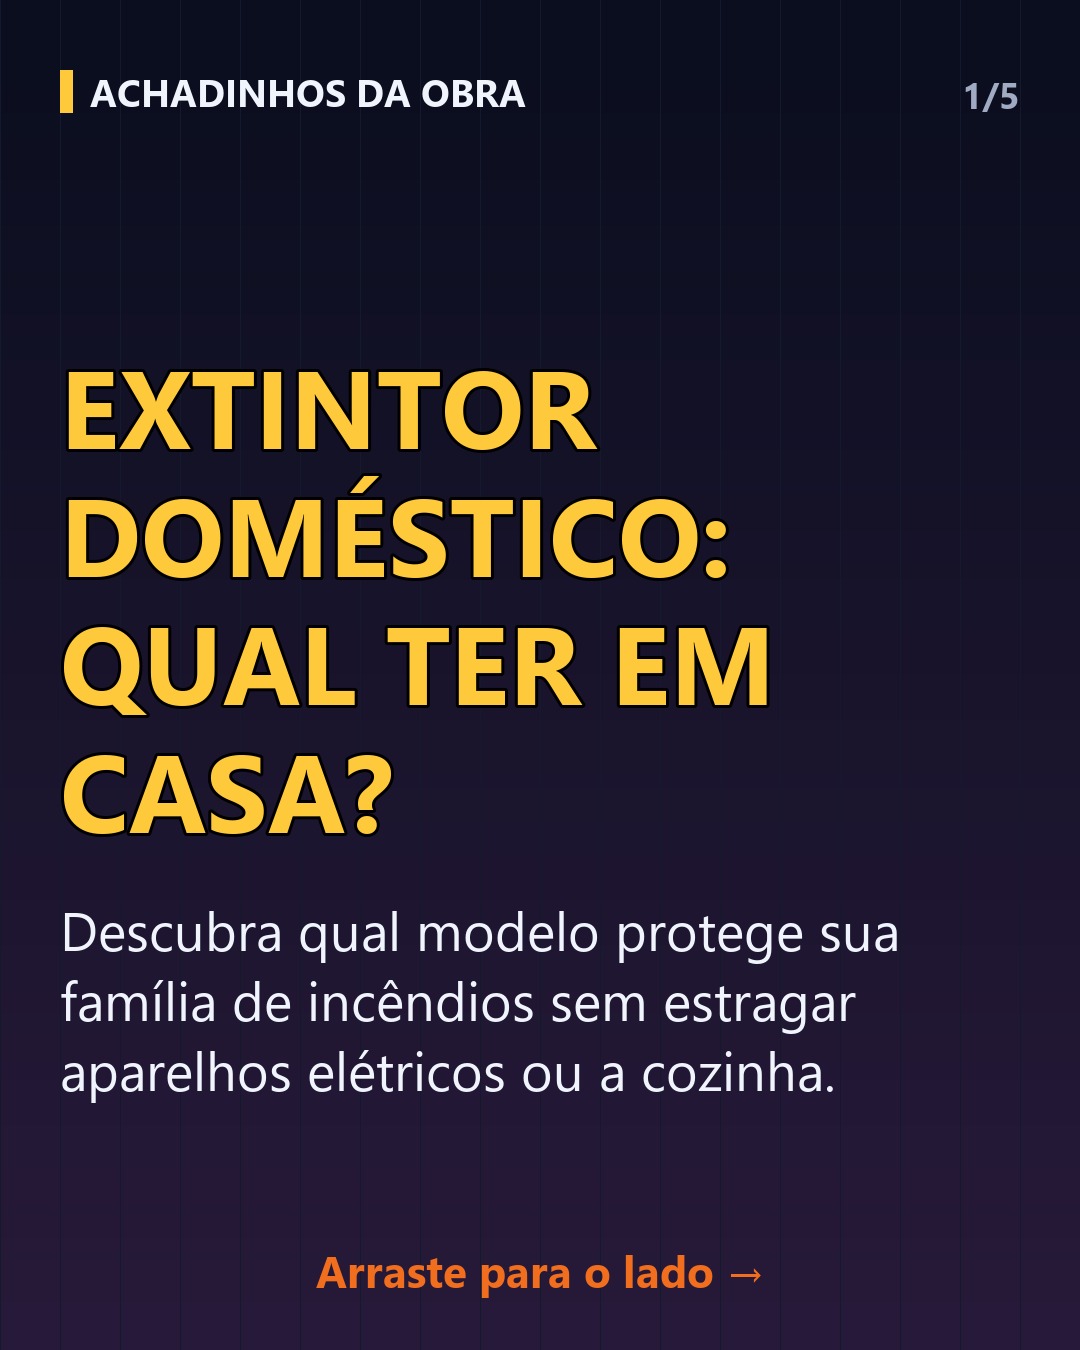 ACHADINHOS DA OBRA
1/5
EXTINTOR
DOMÉSTICO:
QUAL TER EM
CASA?
Descubra qual modelo protege sua
família de incêndios sem estragar
aparelhos elétricos ou a cozinha.
Arraste para o lado →